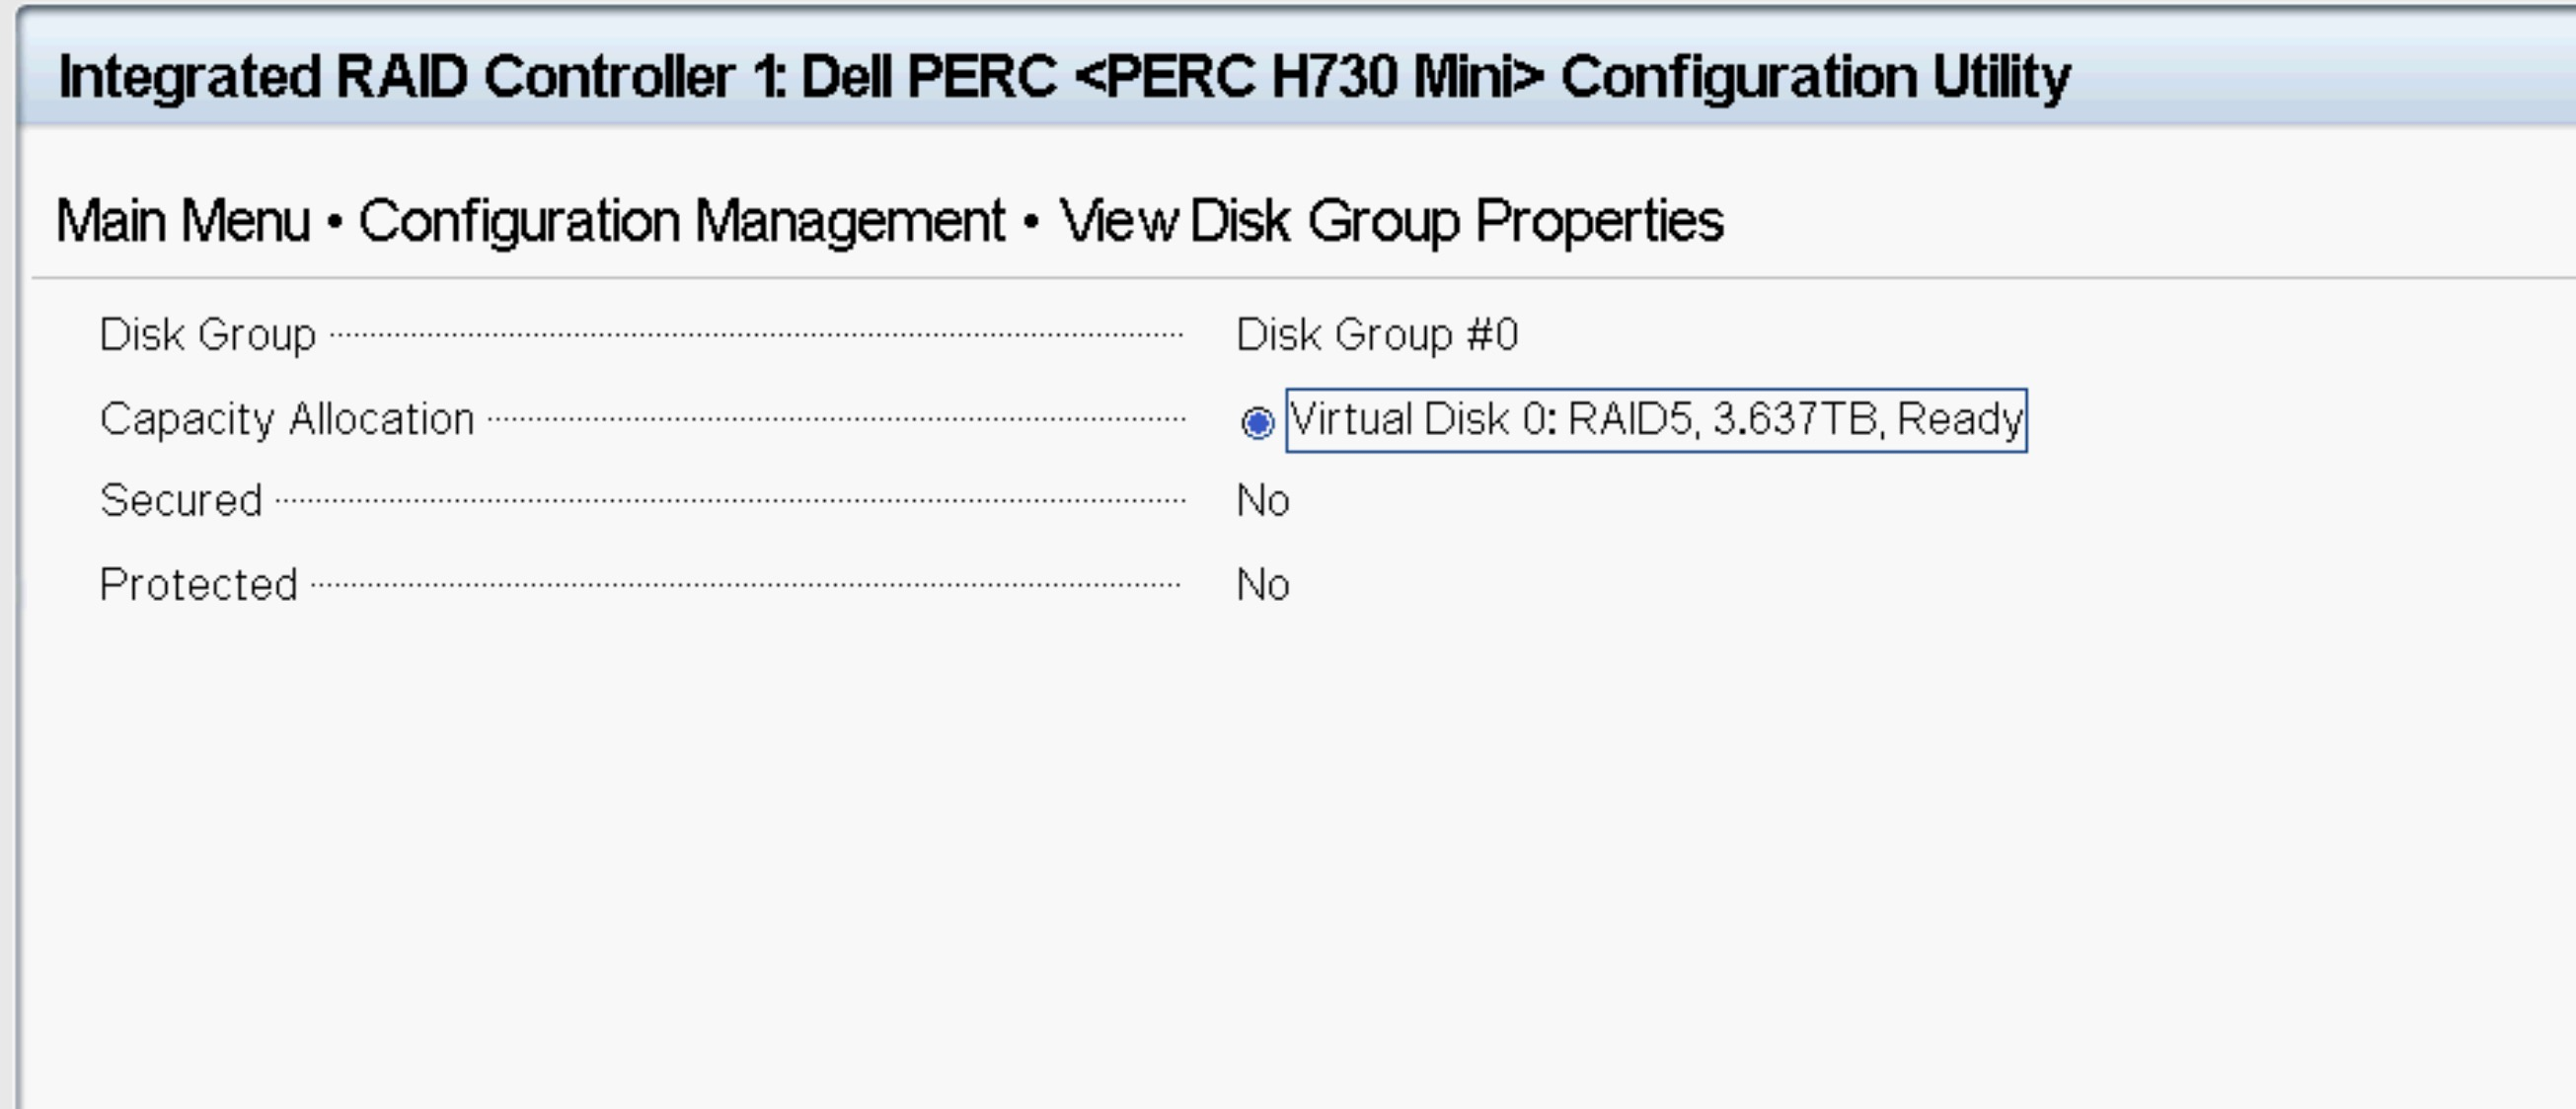 Integrated RAID Controller 1: Dell PERC <PERC H730 Mini> Configuration Utility
Main Menu • Configuration Management • View Disk Group Properties
Disk Group Disk Group #0
Capacity Allocation Virtual Disk 0: RAID5, 3.637TB, Ready
Secured No
Protected No